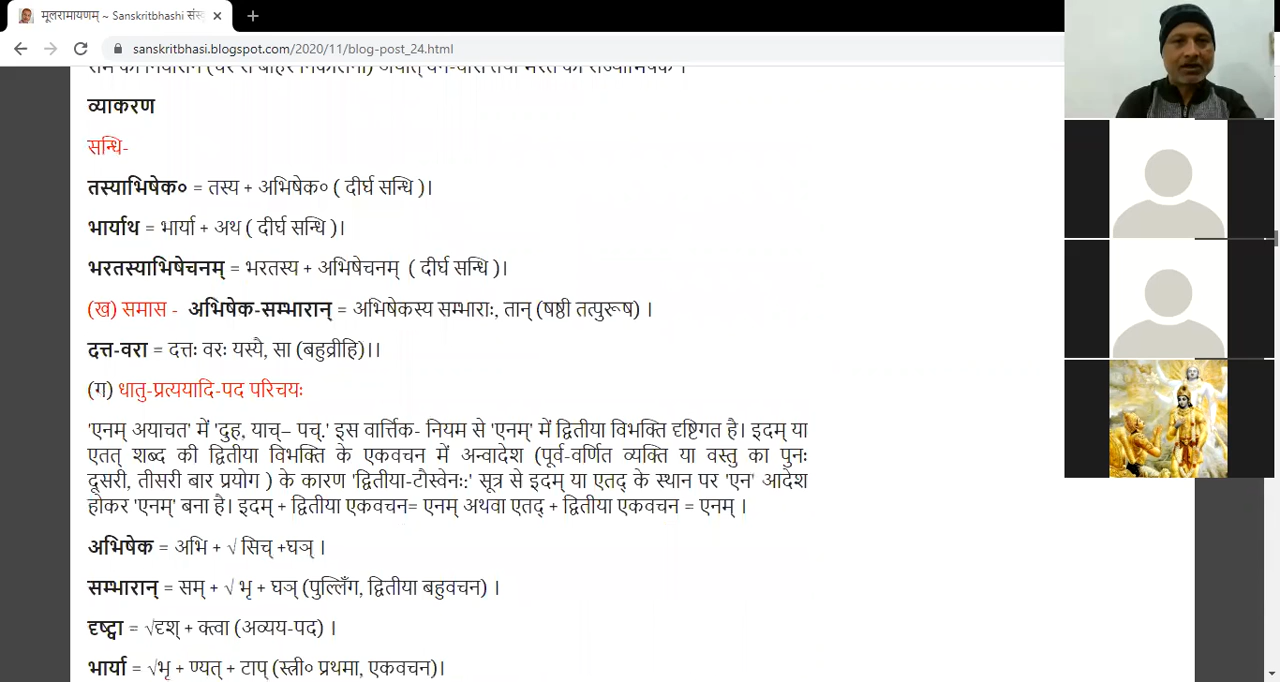 मूलरामायणम् ~ Sanskritbhashi संस्
sanskritbhasi.blogspot.com/2020/11/blog-post_24.html
व्याकरण
सन्धि-
तस्याभिषेक० = तस्य + अभिषेक० ( दीर्घ सन्धि )।
भार्याथ = भार्या + अथ ( दीर्घ सन्धि )।
भरतस्याभिषेचनम् = भरतस्य + अभिषेचनम् ( दीर्घ सन्धि )।
(ख) समास - अभिषेक-सम्भारान् = अभिषेकस्य सम्भाराः, तान् (षष्ठी तत्पुरूष) ।
दत्त-वरा = दत्तः वरः यस्यै, सा (बहुव्रीहि)।।
(ग) धातु-प्रत्ययादि-पद परिचयः
'एनम् अयाचत' में 'दुह, याच्– पच्.' इस वार्त्तिक- नियम से 'एनम्' में द्वितीया विभक्ति दृष्टिगत है। इदम् या
एतत् शब्द की द्वितीया विभक्ति के एकवचन में अन्वादेश (पूर्व-वर्णित व्यक्ति या वस्तु का पुनः
दूसरी, तीसरी बार प्रयोग ) के कारण 'द्वितीया-टौस्वेनः:' सूत्र से इदम् या एतद् के स्थान पर 'एन' आदेश
होकर 'एनम्' बना है। इदम् + द्वितीया एकवचन= एनम् अथवा एतद् + द्वितीया एकवचन = एनम् ।
अभिषेक = अभि + √ सिच् +घञ् ।
सम्भारान् = सम् + √ भृ + घञ् (पुल्लिँग, द्वितीया बहुवचन) ।
दृष्ट्वा = √दृश् + क्त्वा (अव्यय-पद) ।
भार्या = √भृ + ण्यत् + टाप् (स्त्री० प्रथमा, एकवचन)।